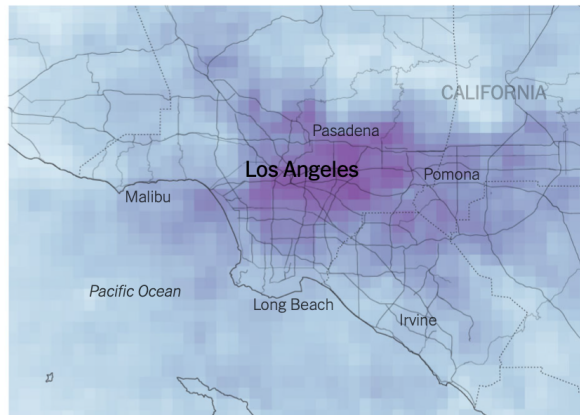 CALIFORNIA
Pasadena
Los Angeles
Pomona
Malibu
Pacific Ocean
Long Beach
Irvine